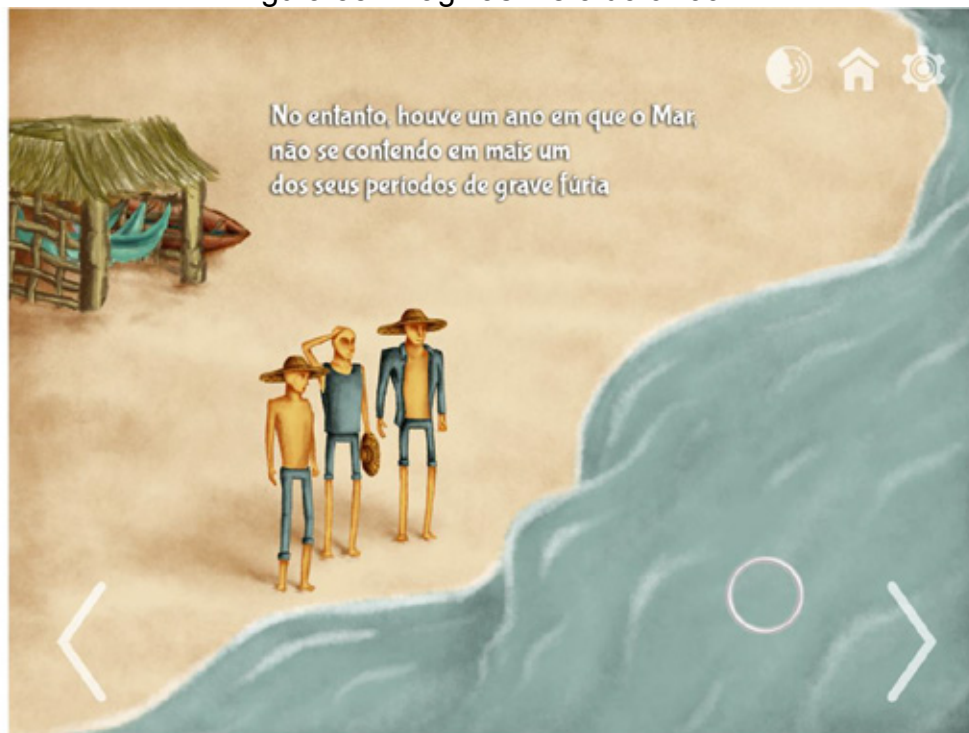 No entanto, houve um ano em que o Mar,
não se contendo em mais um
dos seus períodos de grave fúria